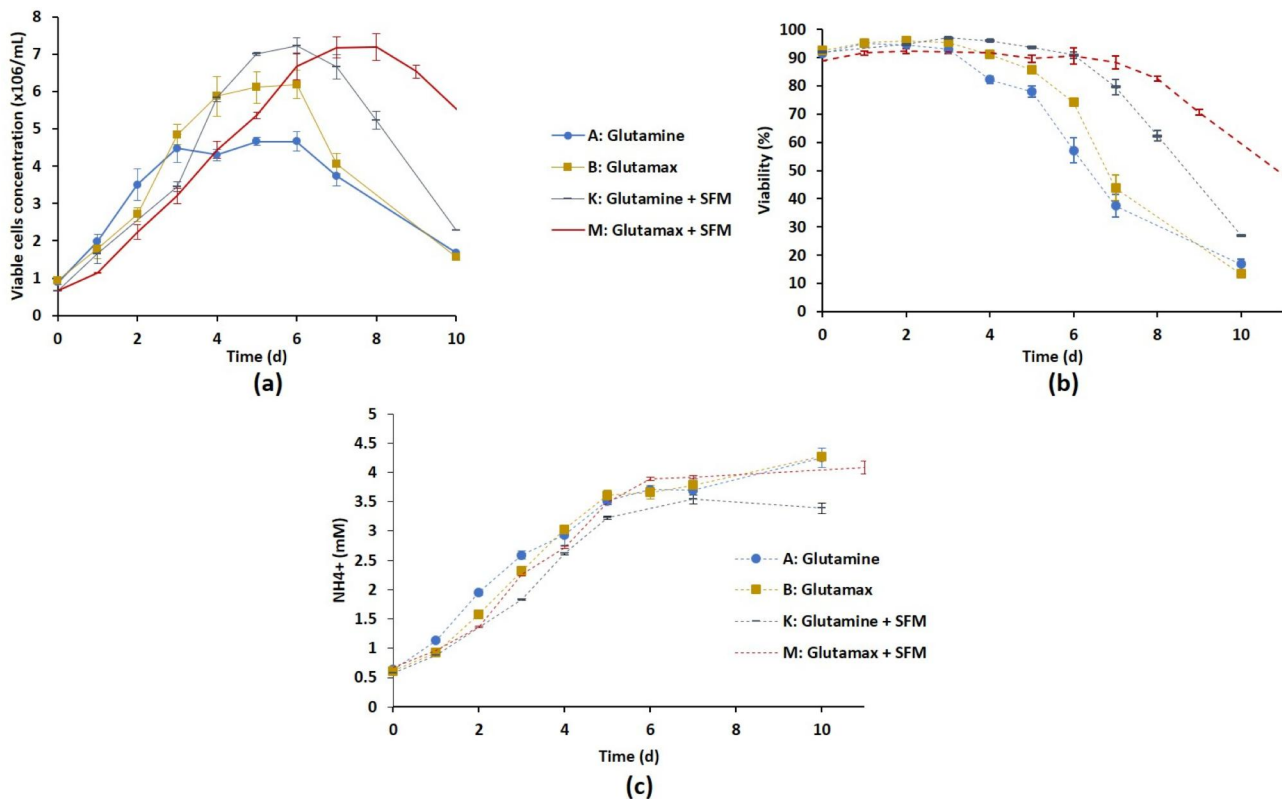 8
7
6
5
4
3
2
1
0
Viable cells concentration (x106/mL)
0 2 4 6 8 10
Time (d)
(a)
A: Glutamine
B: Glutamax
K: Glutamine + SFM
M: Glutamax + SFM
100
90
80
70
60
50
40
30
20
10
0
Viability (%)
0 2 4 6 8 10
Time (d)
(b)
5
4.5
4
3.5
3
2.5
2
1.5
1
0.5
0
NH4+ (mM)
0 2 4 6 8 10
Time (d)
(c)
A: Glutamine
B: Glutamax
K: Glutamine + SFM
M: Glutamax + SFM